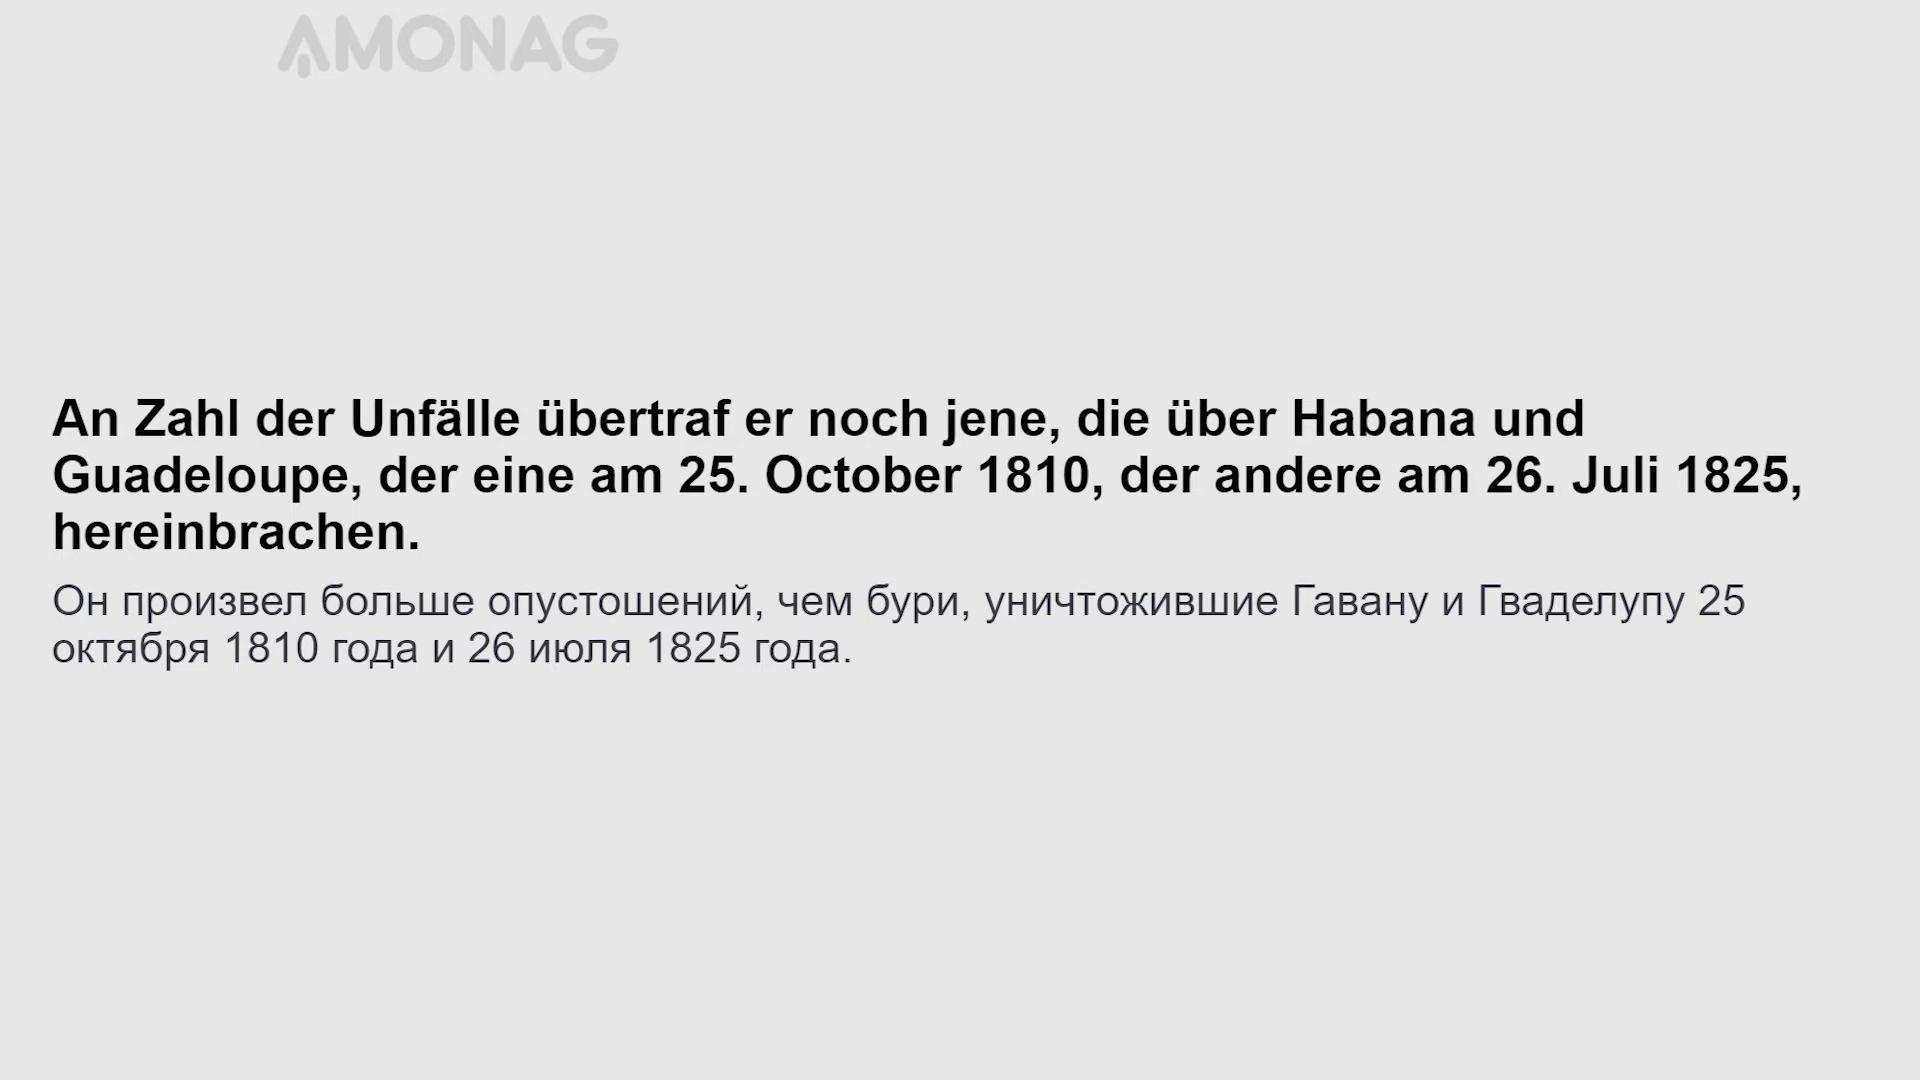 AMONAG
An Zahl der Unfälle übertraf er noch jene, die über Habana und
Guadeloupe, der eine am 25. October 1810, der andere am 26. Juli 1825,
hereinbrachen.
Он произвел больше опустошений, чем бури, уничтожившие Гавану и Гваделупу 25
октября 1810 года и 26 июля 1825 года.